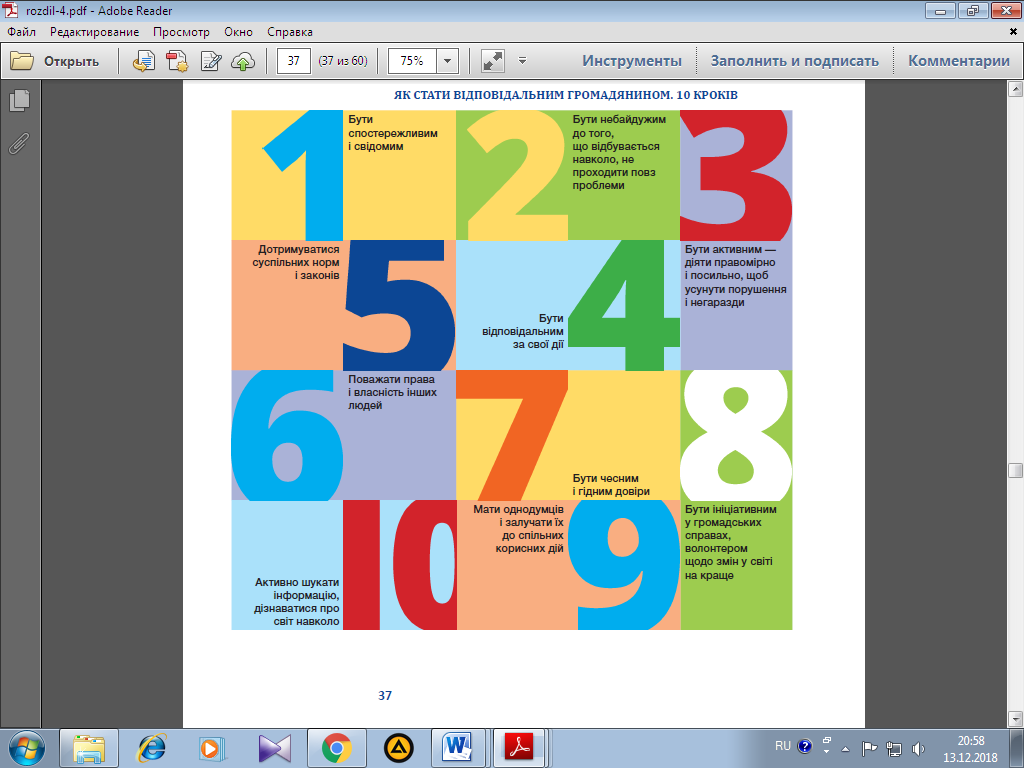 rozdil-4.pdf - Adobe Reader
Файл Редактирование Просмотр Окно Справка
Открыть
37
(37 из 60)
75%
Инструменты
Заполнить и подписать
Комментарии
ЯК СТАТИ ВІДПОВІДАЛЬНИМ ГРОМАДЯНИНОМ. 10 КРОКІВ
1
Бути
спостережливим
і свідомим
2
Бути небайдужим
до того,
що відбувається
навколо, не
проходити повз
проблеми
3
Бути активним —
діяти правомірно
і посильно, щоб
усунути порушення
і негаразди
4
Бути
відповідальним
за свої дії
5
Дотримуватися
суспільних норм
і законів
6
Поважати права
і власність інших
людей
7
Бути чесним
і гідним довіри
8
Бути ініціативним
у громадських
справах,
волонтером
щодо змін у світі
на краще
9
Мати однодумців
і залучати їх
до спільних
корисних дій
10
Активно шукати
інформацію,
дізнаватися про
світ навколо
37
RU
20:58
13.12.2018